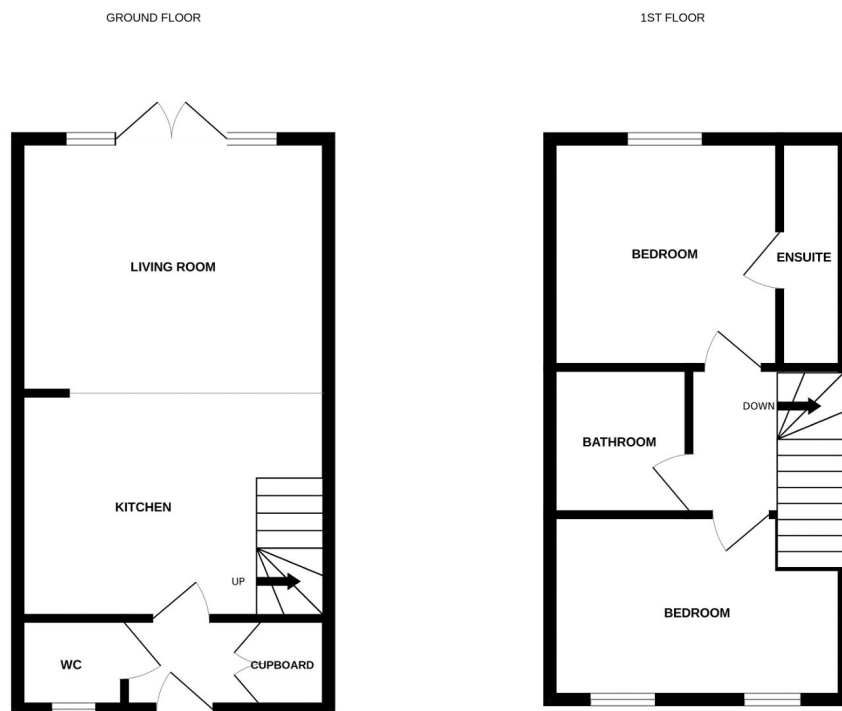 GROUND FLOOR
1ST FLOOR
LIVING ROOM
KITCHEN
UP
WC
CUPBOARD
BEDROOM
ENSUITE
DOWN
BATHROOM
BEDROOM